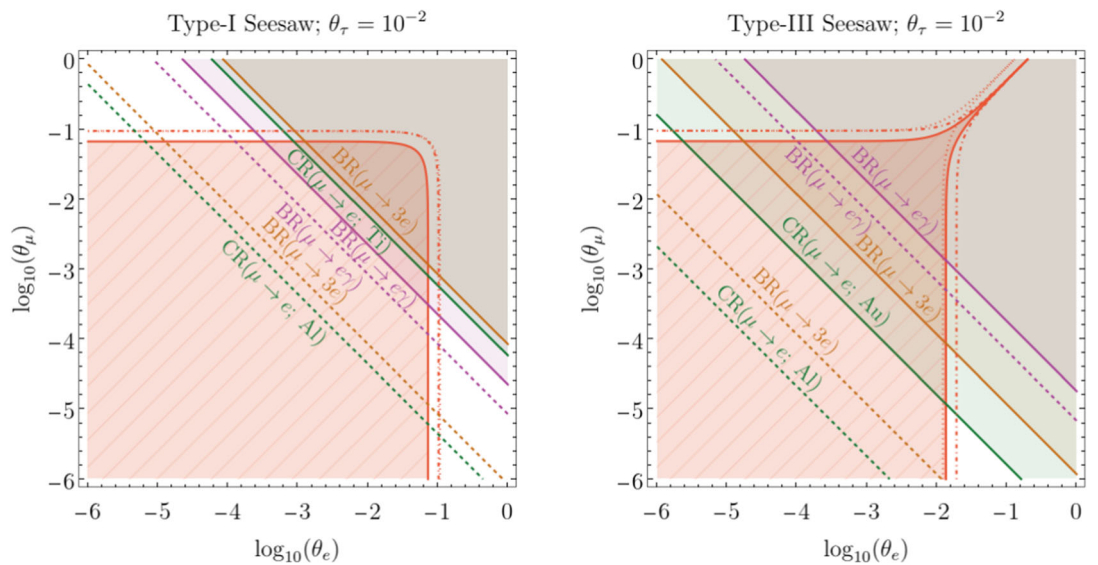 Type-I Seesaw; θ_τ = 10⁻²
0
−1
−2
−3
−4
−5
−6
log₁₀(θ_μ)
BR(μ → 3e)
CR(μ → e; Ti)
BR(μ → eγ)
BR(μ → eγ)
BR(μ → 3e)
CR(μ → e; Al)
−6
−5
−4
−3
−2
−1
0
log₁₀(θ_e)
Type-III Seesaw; θ_τ = 10⁻²
0
−1
−2
−3
−4
−5
−6
log₁₀(θ_μ)
BR(μ → eγ)
BR(μ → eγ)
BR(μ → 3e)
CR(μ → e; Au)
BR(μ → 3e)
CR(μ → e; Al)
−6
−5
−4
−3
−2
−1
0
log₁₀(θ_e)